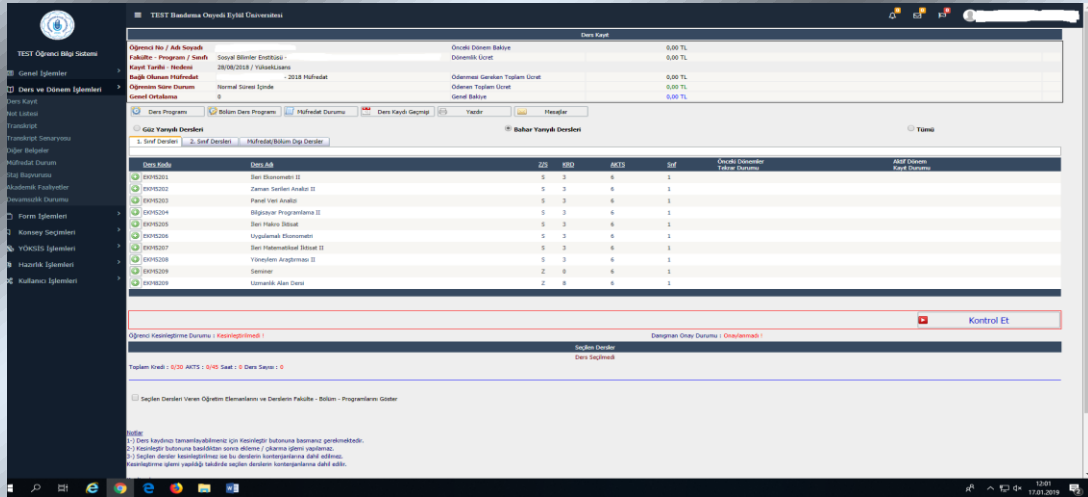 TEST Bandırma Onyedi Eylül Üniversitesi
TEST Öğrenci Bilgi Sistemi
Genel İşlemler
Ders ve Dönem İşlemleri
Ders Kayıt
Not Listesi
Transkript
Transkript Senaryosu
Diğer Belgeler
Müfredat Durum
Staj Başvurusu
Akademik Faaliyetler
Devamsızlık Durumu
Form İşlemleri
Konsey Seçimleri
YÖKSİS İşlemleri
Hazırlık İşlemleri
Kullanıcı İşlemleri
Ders Kayıt
Öğrenci No / Adı Soyadı Önceki Dönem Bakiye 0,00 TL
Fakülte - Program / Sınıfı Sosyal Bilimler Enstitüsü - Dönemlik Ücret 0,00 TL
Kayıt Tarihi - Nedeni 28/08/2018 / YüksekLisans
Bağlı Olunan Müfredat - 2018 Müfredat Ödenmesi Gereken Toplam Ücret 0,00 TL
Öğrenim Süre Durum Normal Süresi İçinde Ödenen Toplam Ücret 0,00 TL
Genel Ortalama 0 Genel Bakiye 0,00 TL
Ders Programı Bölüm Ders Programı Müfredat Durumu Ders Kaydı Geçmişi Yazdır Mesajlar
Güz Yarıyılı Dersleri Bahar Yarıyılı Dersleri Tümü
1. Sınıf Dersleri 2. Sınıf Dersleri Müfredat/Bölüm Dışı Dersler
Ders Kodu Ders Adı Z/S KRD AKTS Snf Önceki Dönemler Tekrar Durumu Aktif Dönem Kayıt Durumu
EKM5201 İleri Ekonometri II S 3 6 1
EKM5202 Zaman Serileri Analizi II S 3 6 1
EKM5203 Panel Veri Analizi S 3 6 1
EKM5204 Bilgisayar Programlama II S 3 6 1
EKM5205 İleri Makro İktisat S 3 6 1
EKM5206 Uygulamalı Ekonometri S 3 6 1
EKM5207 İleri Matematiksel İktisat II S 3 6 1
EKM5208 Yöneylem Araştırması II S 3 6 1
EKM5209 Seminer Z 0 6 1
EKM8209 Uzmanlık Alan Dersi Z 8 6 1
Kontrol Et
Öğrenci Kesinleştirme Durumu : Kesinleştirilmedi ! Danışman Onay Durumu : Onaylanmadı !
Seçilen Dersler
Ders Seçilmedi
Toplam Kredi : 0/30 AKTS : 0/45 Saat : 0 Ders Sayısı : 0
Seçilen Dersleri Veren Öğretim Elemanlarını ve Derslerin Fakülte - Bölüm - Programlarını Göster
Notlar
1-) Ders kaydınızı tamamlayabilmeniz için Kesinleştir butonuna basmanız gerekmektedir.
2-) Kesinleştir butonuna basıldıktan sonra ekleme / çıkarma işlemi yapılamaz.
3-) Seçilen dersler kesinleştirilmez ise bu derslerin kontenjanlarına dahil edilmez.
Kesinleştirme işlemi yapıldığı takdirde seçilen derslerin kontenjanlarına dahil edilir.
12:01
17.01.2019